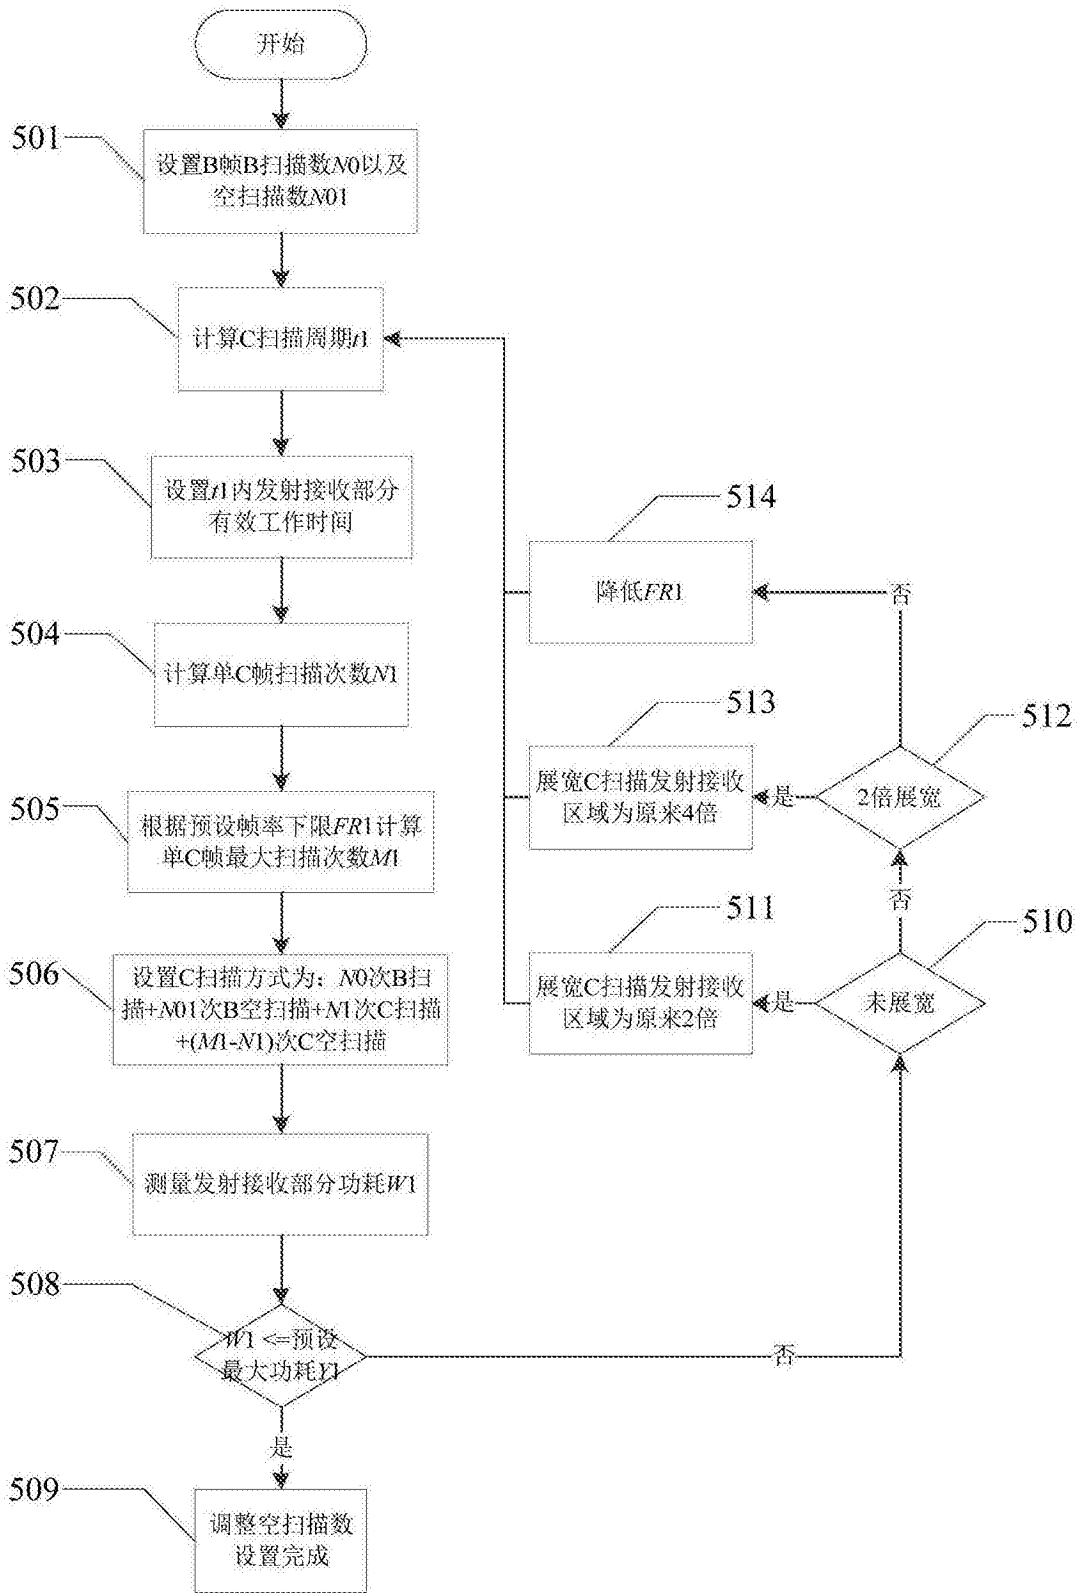 开始
501
设置B帧B扫描数N0以及
空扫描数N01
502
计算C扫描周期t1
503
设置t1内发射接收部分
有效工作时间
504
计算单C帧扫描次数N1
505
根据预设帧率下限FR1计算
单C帧最大扫描次数M1
506
设置C扫描方式为：N0次B扫
描+N01次B空扫描+N1次C扫描
+(M1-N1)次C空扫描
507
测量发射接收部分功耗W1
508
W1 <=预设
最大功耗Y1
否
是
509
调整空扫描数
设置完成
514
降低FR1
否
513
展宽C扫描发射接收
区域为原来4倍
是
512
2倍展宽
否
511
展宽C扫描发射接收
区域为原来2倍
是
510
未展宽